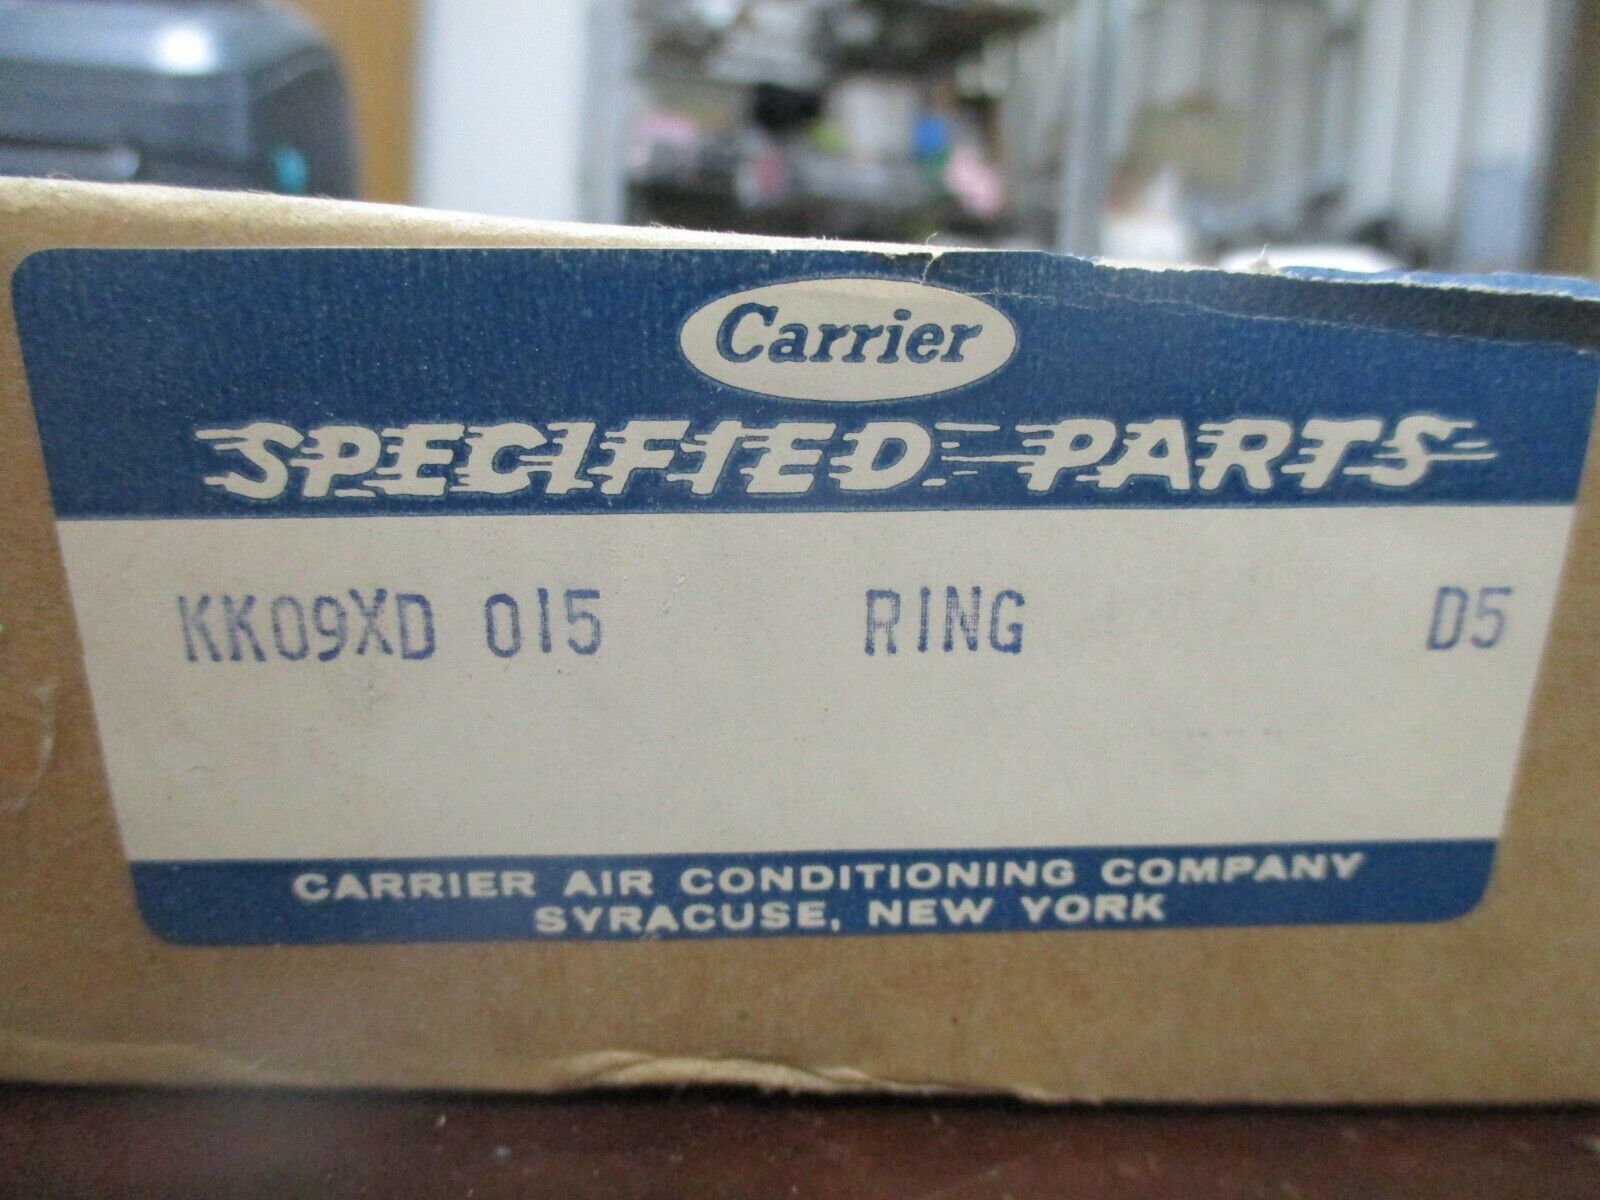 Carrier
SPECIFIED PARTS
KK09XD 015 RING D5
CARRIER AIR CONDITIONING COMPANY
SYRACUSE, NEW YORK